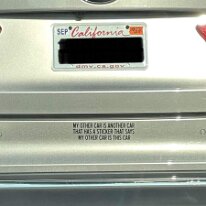 SEP California
dmv.ca.gov
MY OTHER CAR IS ANOTHER CAR
THAT HAS A STICKER THAT SAYS
MY OTHER CAR IS THIS CAR